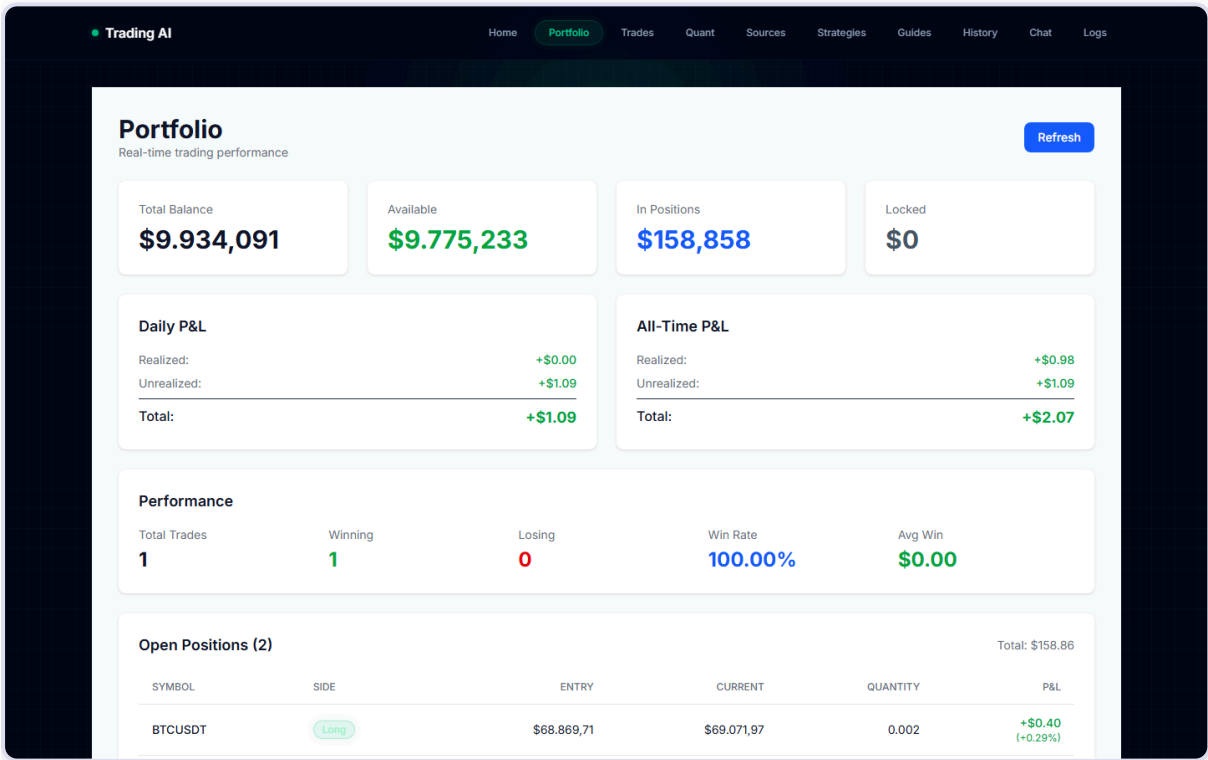 Trading AI Home Portfolio Trades Quant Sources Strategies Guides History Chat Logs
Portfolio
Real-time trading performance
Refresh
Total Balance
$9.934,091
Available
$9.775,233
In Positions
$158,858
Locked
$0
Daily P&L
Realized: +$0.00
Unrealized: +$1.09
Total: +$1.09
All-Time P&L
Realized: +$0.98
Unrealized: +$1.09
Total: +$2.07
Performance
Total Trades Winning Losing Win Rate Avg Win
1 1 0 100.00% $0.00
Open Positions (2) Total: $158.86
SYMBOL SIDE ENTRY CURRENT QUANTITY P&L
BTCUSDT Long $68.869,71 $69.071,97 0.002 +$0.40
(+0.29%)